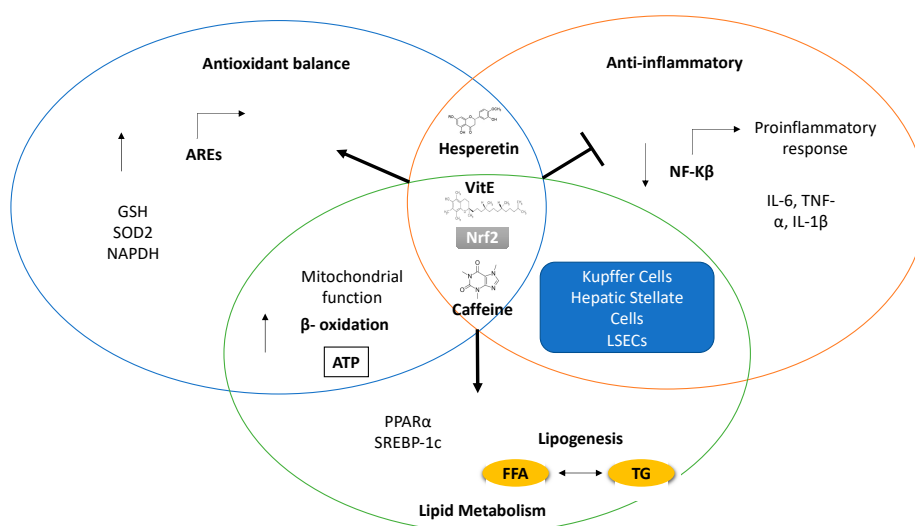 Antioxidant balance
Anti-inflammatory
AREs
GSH
SOD2
NAPDH
Hesperetin
VitE
Nrf2
Caffeine
NF-Kβ
Proinflammatory
response
IL-6, TNF-
α, IL-1β
Mitochondrial
function
β- oxidation
ATP
Kupffer Cells
Hepatic Stellate
Cells
LSECs
PPARα
SREBP-1c
Lipogenesis
FFA
TG
Lipid Metabolism